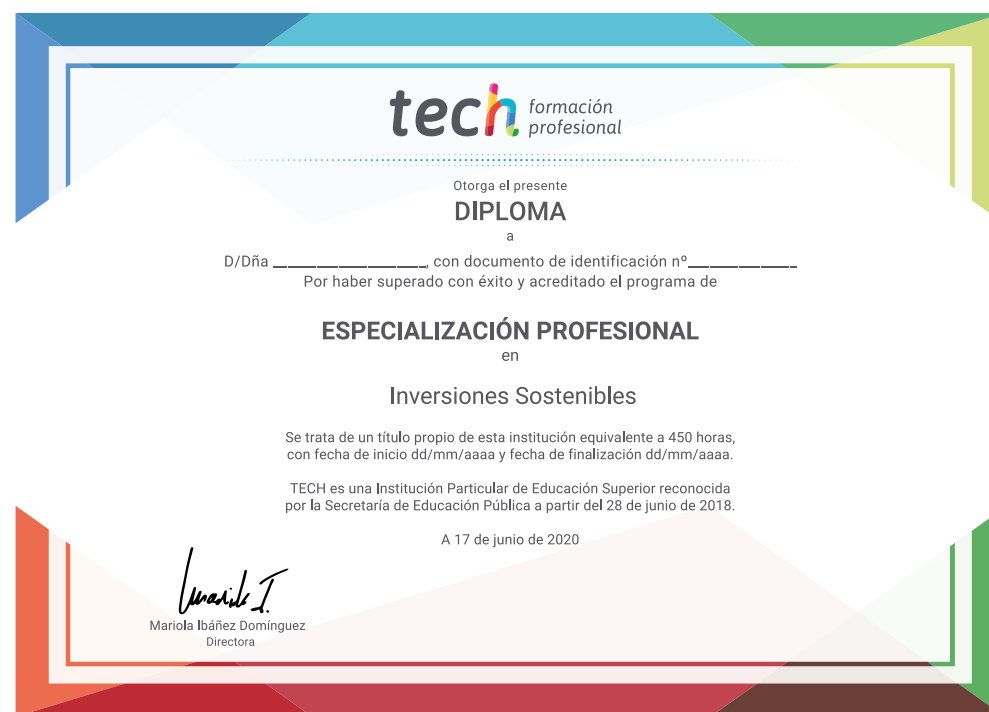 tech formación
profesional
Otorga el presente
DIPLOMA
a
D/Dña ____________________, con documento de identificación nº______________
Por haber superado con éxito y acreditado el programa de
ESPECIALIZACIÓN PROFESIONAL
en
Inversiones Sostenibles
Se trata de un título propio de esta institución equivalente a 450 horas,
con fecha de inicio dd/mm/aaaa y fecha de finalización dd/mm/aaaa.
TECH es una Institución Particular de Educación Superior reconocida
por la Secretaría de Educación Pública a partir del 28 de junio de 2018.
A 17 de junio de 2020
Mariola Ibáñez Domínguez
Directora